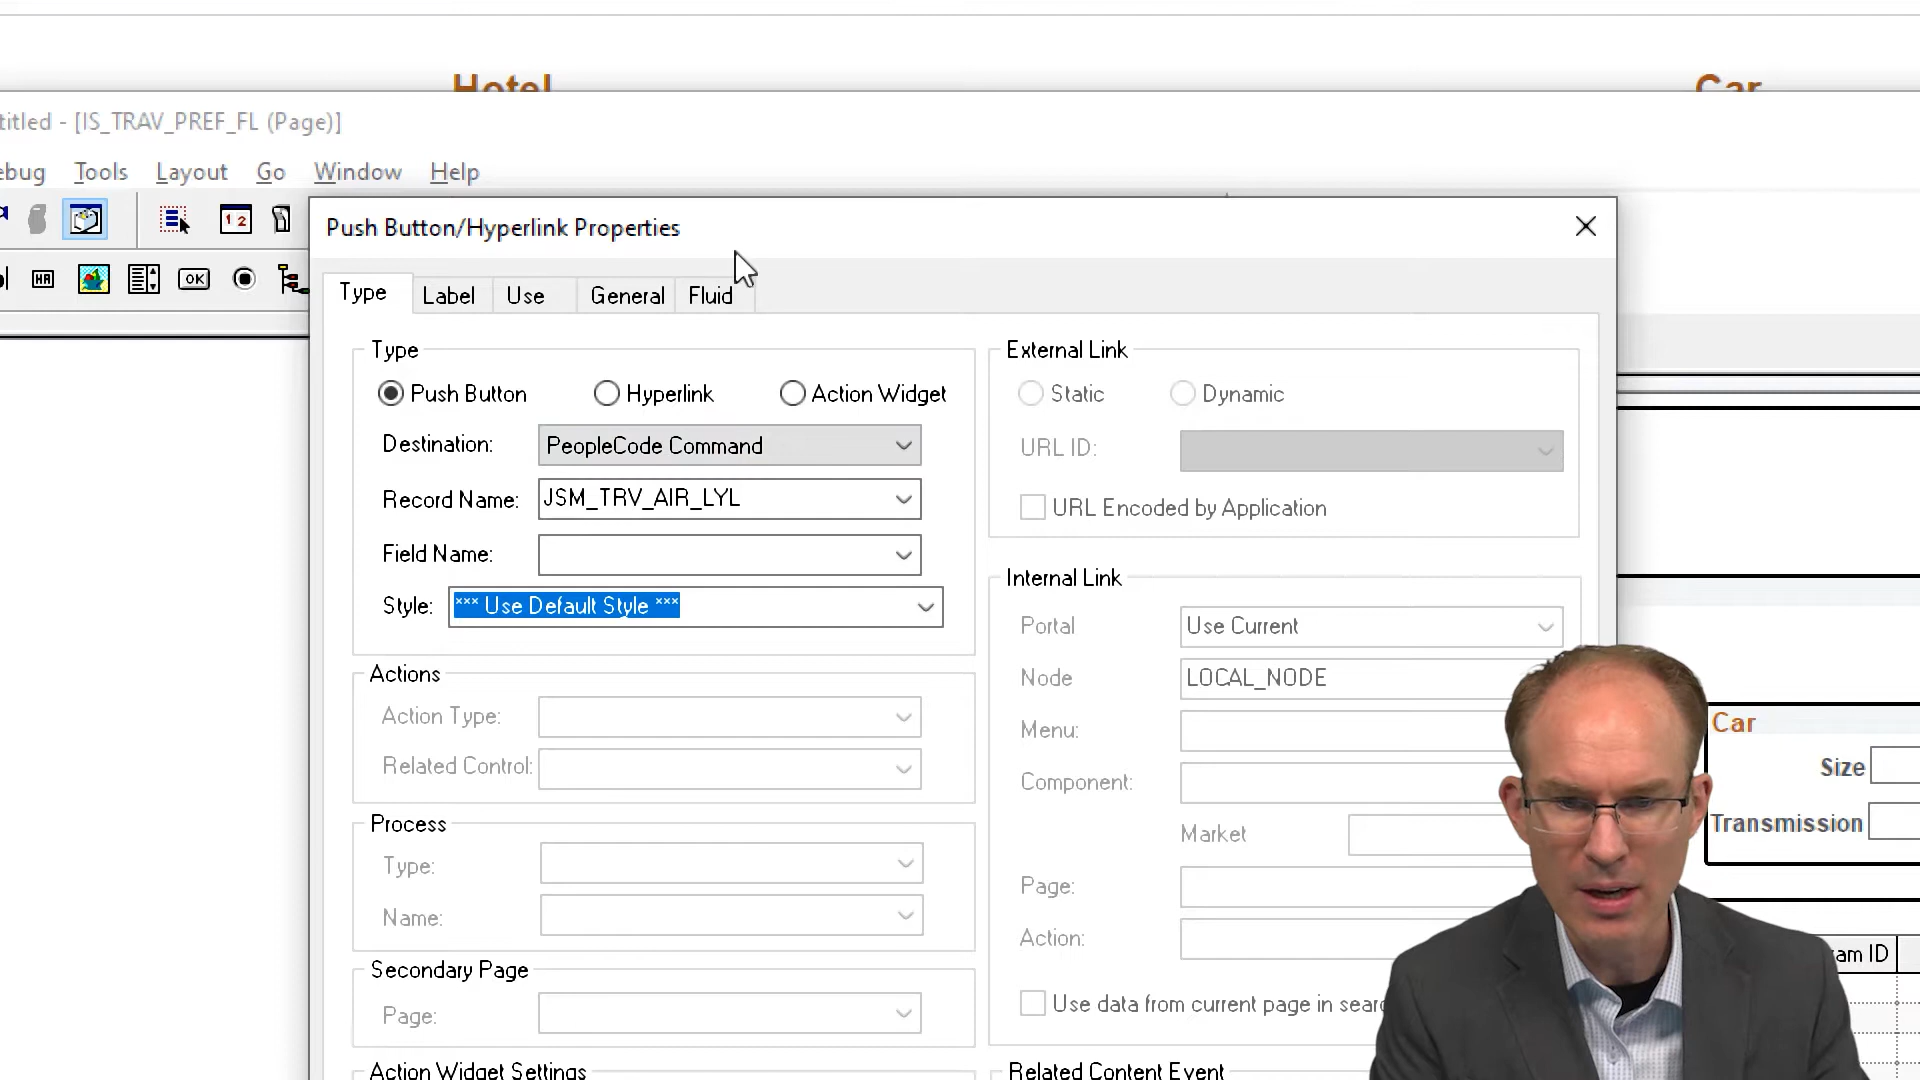 Hotel
Car
titled - [IS_TRAV_PREF_FL (Page)]
ebug Tools Layout Go Window Help
1 2
Push Button/Hyperlink Properties
OK
Type Label Use General Fluid
Type
Push Button Hyperlink Action Widget
Destination: PeopleCode Command
Record Name: JSM_TRV_AIR_LYL
Field Name:
Style: *** Use Default Style ***
Actions
Action Type:
Related Control:
Process
Type:
Name:
Secondary Page
Page:
Action Widget Settings
External Link
Static Dynamic
URL ID:
URL Encoded by Application
Internal Link
Portal Use Current
Node LOCAL_NODE
Menu:
Component:
Market
Page:
Action:
Use data from current page in searc
Related Content Event
Car
Size
Transmission
am ID